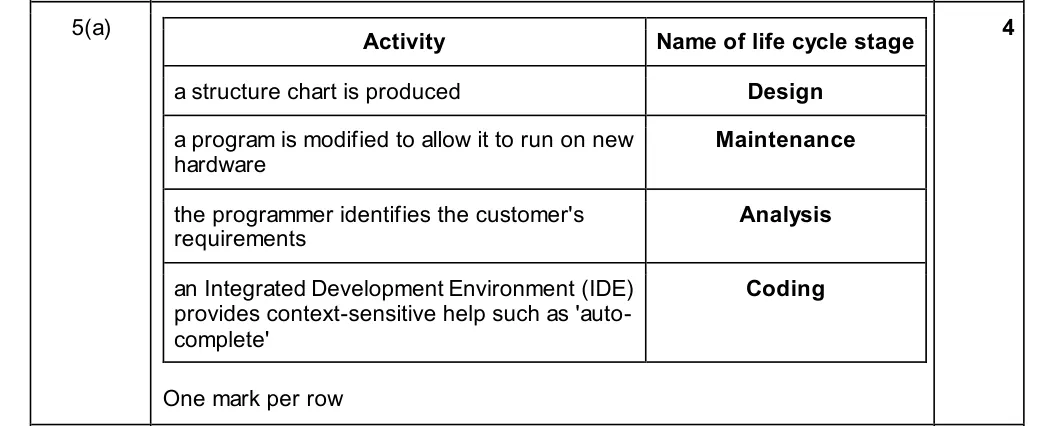 5(a)
Activity
Name of life cycle stage
4
a structure chart is produced
Design
a program is modified to allow it to run on new
hardware
Maintenance
the programmer identifies the customer's
requirements
Analysis
an Integrated Development Environment (IDE)
provides context-sensitive help such as 'auto-
complete'
Coding
One mark per row